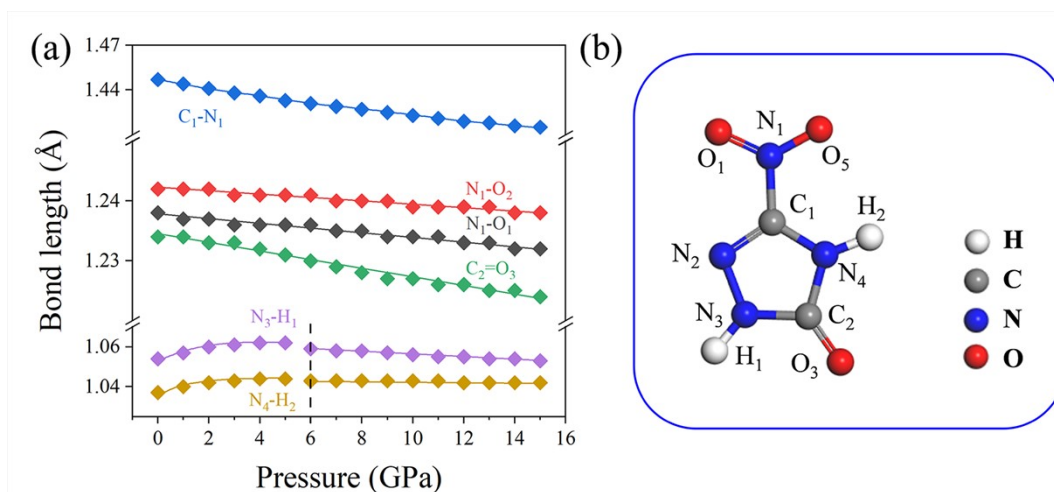 (a)
1.47
1.44
1.24
1.23
1.06
1.04
Bond length (Å)
C₁-N₁
N₁-O₂
N₁-O₁
C₂=O₃
N₃-H₁
N₄-H₂
0 2 4 6 8 10 12 14 16
Pressure (GPa)
(b)
N₁
O₁
O₅
C₁
H₂
N₂
N₄
N₃
C₂
H₁
O₃
H
C
N
O